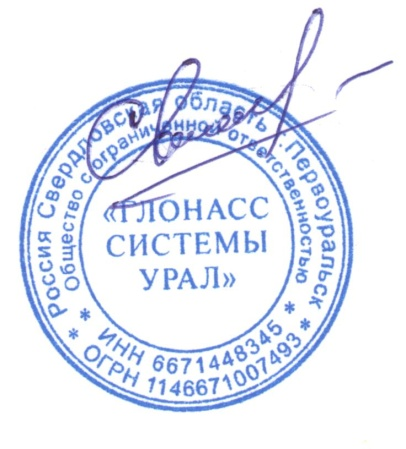 * Россия Свердловская область г.Первоуральск *
* Общество с ограниченной ответственностью *
«ГЛОНАСС
СИСТЕМЫ
УРАЛ»
ИНН 6671448345
ОГРН 1146671007493